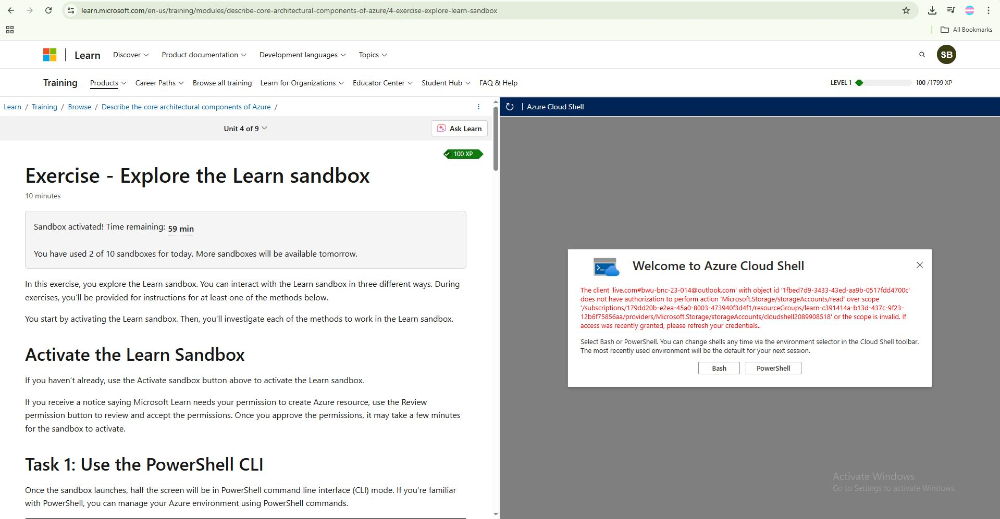 learn.microsoft.com/en-us/training/modules/describe-core-architectural-components-of-azure/4-exercise-explore-learn-sandbox
All Bookmarks
Learn Discover Product documentation Development languages Topics SB
Training Products Career Paths Browse all training Learn for Organizations Educator Center Student Hub FAQ & Help LEVEL 1 100 /1799 XP
Learn / Training / Browse / Describe the core architectural components of Azure /
Unit 4 of 9
Ask Learn
100 XP
Exercise - Explore the Learn sandbox
10 minutes
Sandbox activated! Time remaining: 59 min
You have used 2 of 10 sandboxes for today. More sandboxes will be available tomorrow.
In this exercise, you explore the Learn sandbox. You can interact with the Learn sandbox in three different ways. During
exercises, you'll be provided for instructions for at least one of the methods below.
You start by activating the Learn sandbox. Then, you'll investigate each of the methods to work in the Learn sandbox.
Activate the Learn Sandbox
If you haven't already, use the Activate sandbox button above to activate the Learn sandbox.
If you receive a notice saying Microsoft Learn needs your permission to create Azure resource, use the Review
permission button to review and accept the permissions. Once you approve the permissions, it may take a few minutes
for the sandbox to activate.
Task 1: Use the PowerShell CLI
Once the sandbox launches, half the screen will be in PowerShell command line interface (CLI) mode. If you're familiar
with PowerShell, you can manage your Azure environment using PowerShell commands.
| Azure Cloud Shell
Welcome to Azure Cloud Shell
The client 'live.com#bwu-bnc-23-014@outlook.com' with object id '1fbed7d9-3433-43ed-aa9b-0517fdd4700c'
does not have authorization to perform action 'Microsoft.Storage/storageAccounts/read' over scope
'/subscriptions/179dd20b-e2ea-45a0-8003-473940f3d4f1/resourceGroups/learn-c391414a-b13d-437c-9f23-
12b6f75856aa/providers/Microsoft.Storage/storageAccounts/cloudshell2089908518' or the scope is invalid. If
access was recently granted, please refresh your credentials..
Select Bash or PowerShell. You can change shells any time via the environment selector in the Cloud Shell toolbar.
The most recently used environment will be the default for your next session.
Bash PowerShell
Activate Windows
Go to Settings to activate Windows.